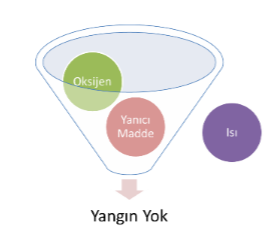 Oksijen
Yanıcı
Madde
Isı
Yangın Yok